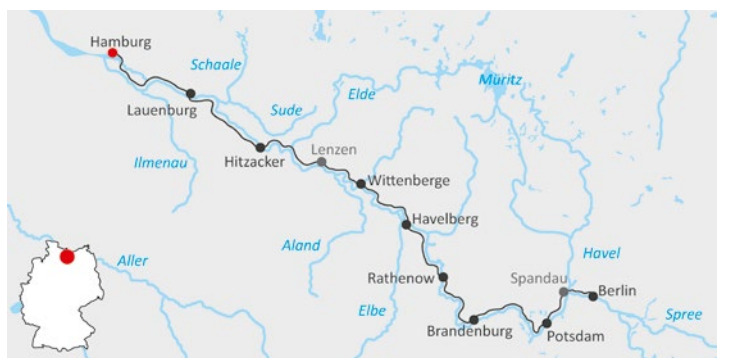 Hamburg
Schaale
Müritz
Elde
Sude
Lauenburg
Lenzen
Hitzacker
Ilmenau
Wittenberge
Havelberg
Aland
Havel
Aller
Rathenow
Spandau
Berlin
Elbe
Spree
Brandenburg
Potsdam